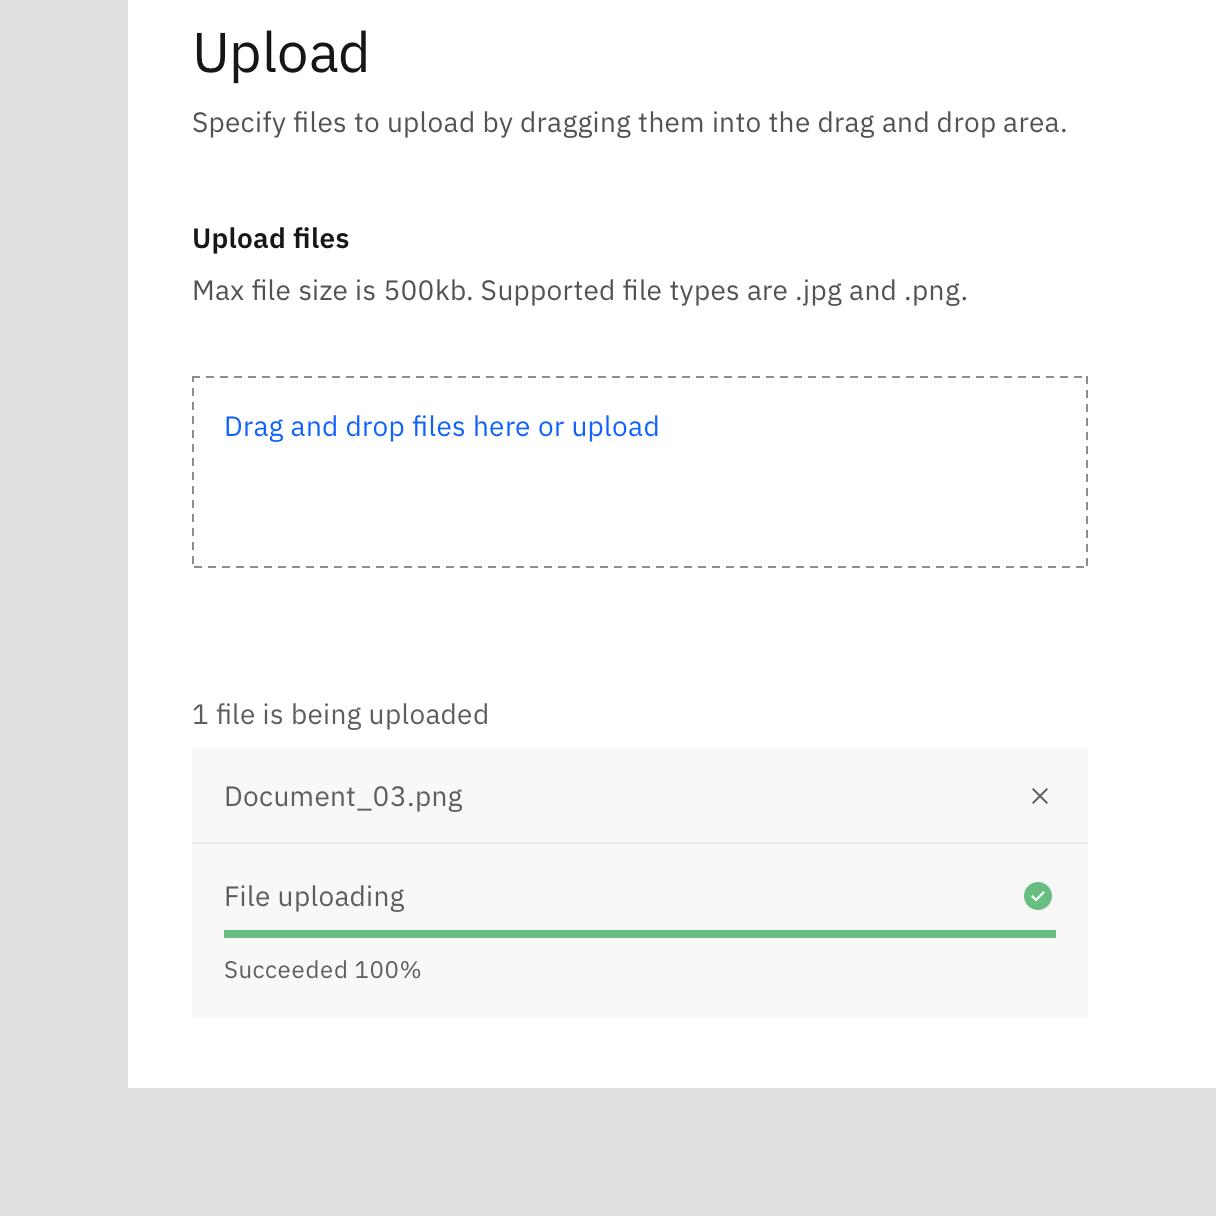 Upload
Specify files to upload by dragging them into the drag and drop area.
Upload files
Max file size is 500kb. Supported file types are .jpg and .png.
Drag and drop files here or upload
1 file is being uploaded
Document_03.png
File uploading
Succeeded 100%